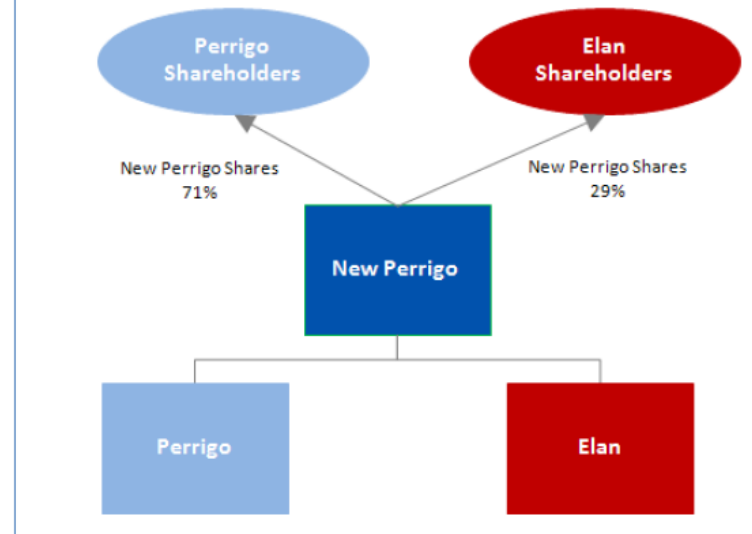 Perrigo
Shareholders
Elan
Shareholders
New Perrigo Shares
71%
New Perrigo Shares
29%
New Perrigo
Perrigo
Elan